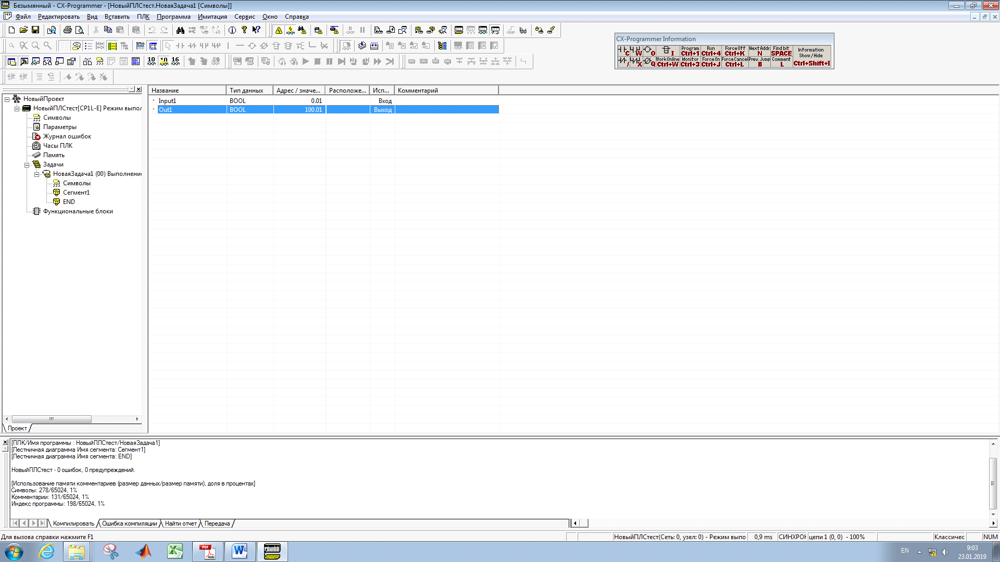 Безымянный - CX-Programmer - [НовыйПЛСтест.НоваяЗадача1 [Символы]]
Файл Редактировать Вид Вставить ПЛК Программа Имитация Сервис Окно Справка
CX-Programmer Information
C W O I Program Ctrl+1 Run Ctrl+4 Force Off Ctrl+K Next Addr. N Find bit SPACE Information Show/Hide Ctrl+Shift+I
/ X Q Work Online Ctrl+W Monitor Ctrl+3 Force On Ctrl+J Force Cancel Ctrl+L Prev. Jump B Comment L
SMA CI
10 10 16
Название Тип данных Адрес / значе... Расположе... Исп... Комментарий
Input1 BOOL 0.01 Вход
Out1 BOOL 100.01 Выход
НовыйПроект
НовыйПЛСтест[CP1L-E] Режим выпол
Символы
Параметры
Журнал ошибок
Часы ПЛК
Память
Задачи
НоваяЗадача1 (00) Выполнение
Символы
Сегмент1
END
Функциональные блоки
Проект
[ПЛК/Имя программы : НовыйПЛСтест/НоваяЗадача1]
[Лестничная диаграмма Имя сегмента: Сегмент1]
[Лестничная диаграмма Имя сегмента: END]
НовыйПЛСтест - 0 ошибок, 0 предупреждений.
[Использование памяти комментариев (размер данных/размер памяти), доля в процентах]
Символы: 278/65024, 1%
Комментарии: 131/65024, 1%
Индекс программы: 198/65024, 1%
Компилировать Ошибка компиляции Найти отчет Передача
Для вызова справки нажмите F1
НовыйПЛСтест(Сеть: 0, узел: 0) - Режим выпо 0,9 ms СИНХРОН цепи 1 (0, 0) - 100% Классичес NUM
PDF Adobe
EN
9:03
23.01.2019